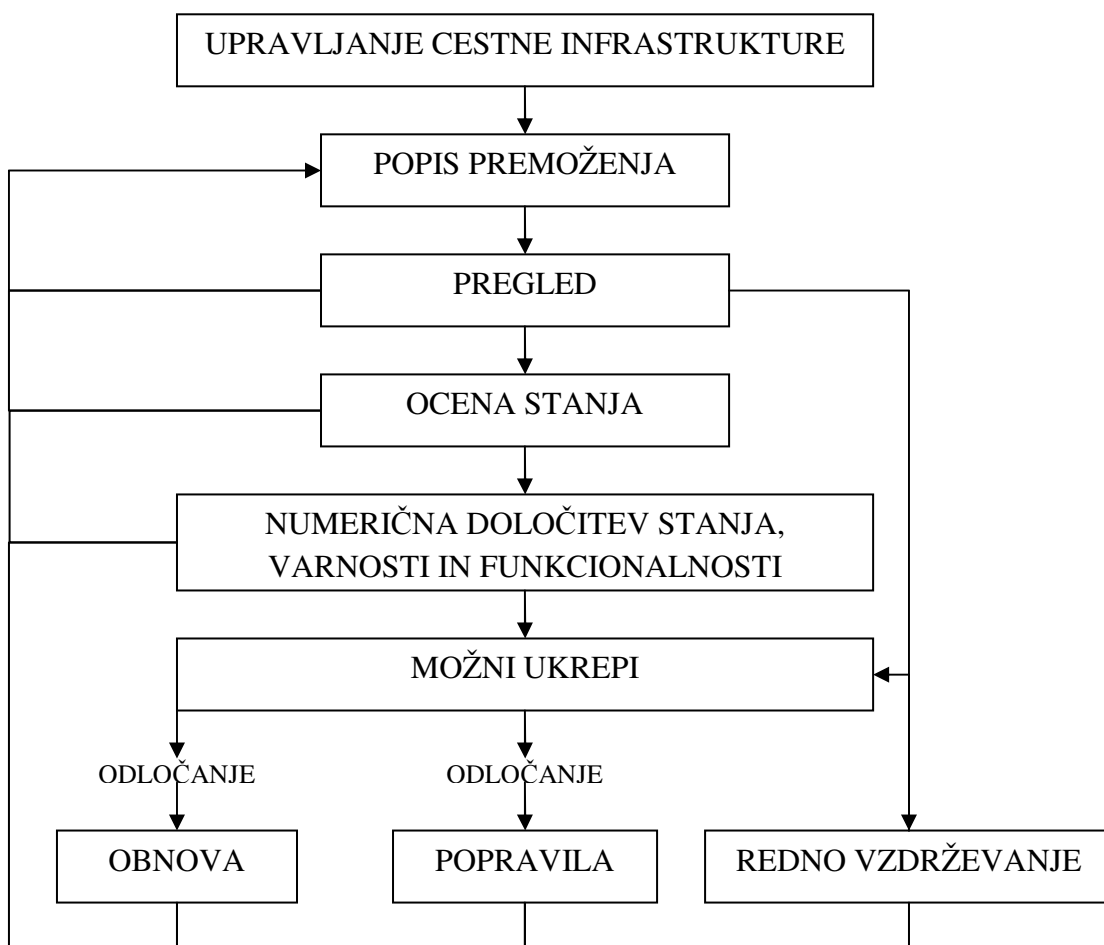 UPRAVLJANJE CESTNE INFRASTRUKTURE
POPIS PREMOŽENJA
PREGLED
OCENA STANJA
NUMERIČNA DOLOČITEV STANJA,
VARNOSTI IN FUNKCIONALNOSTI
MOŽNI UKREPI
ODLOČANJE
ODLOČANJE
OBNOVA
POPRAVILA
REDNO VZDRŽEVANJE